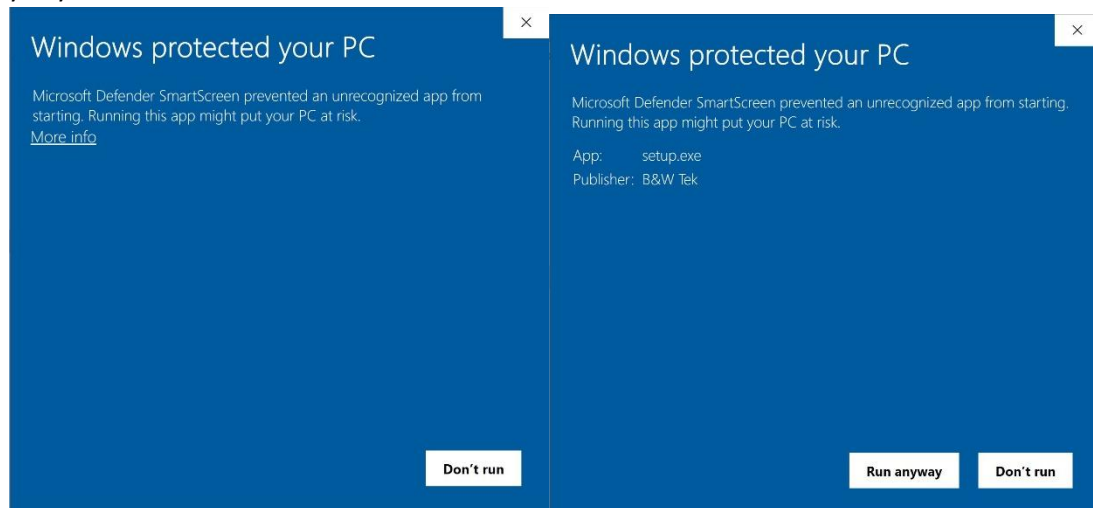 Windows protected your PC
Microsoft Defender SmartScreen prevented an unrecognized app from
starting. Running this app might put your PC at risk.
More info
Don't run
Windows protected your PC
Microsoft Defender SmartScreen prevented an unrecognized app from starting.
Running this app might put your PC at risk.
App: setup.exe
Publisher: B&W Tek
Run anyway Don't run